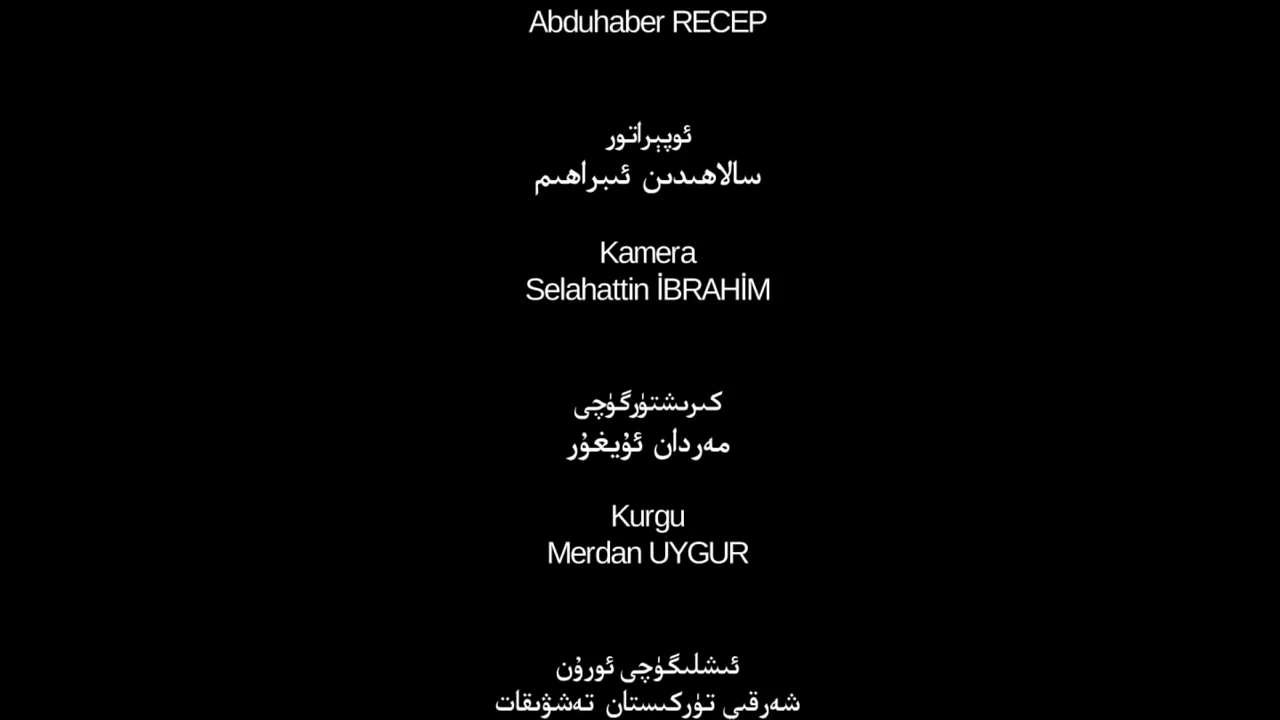 Abduhaber RECEP
ئوپېراتور
سالاھىدىن ئىبراھىم
Kamera
Selahattin İBRAHİM
كىرىشتۈرگۈچى
مەردان ئۇيغۇر
Kurgu
Merdan UYGUR
ئىشلىگۈچى ئورۇن
شەرقىي تۈركىستان تەشۋىقات